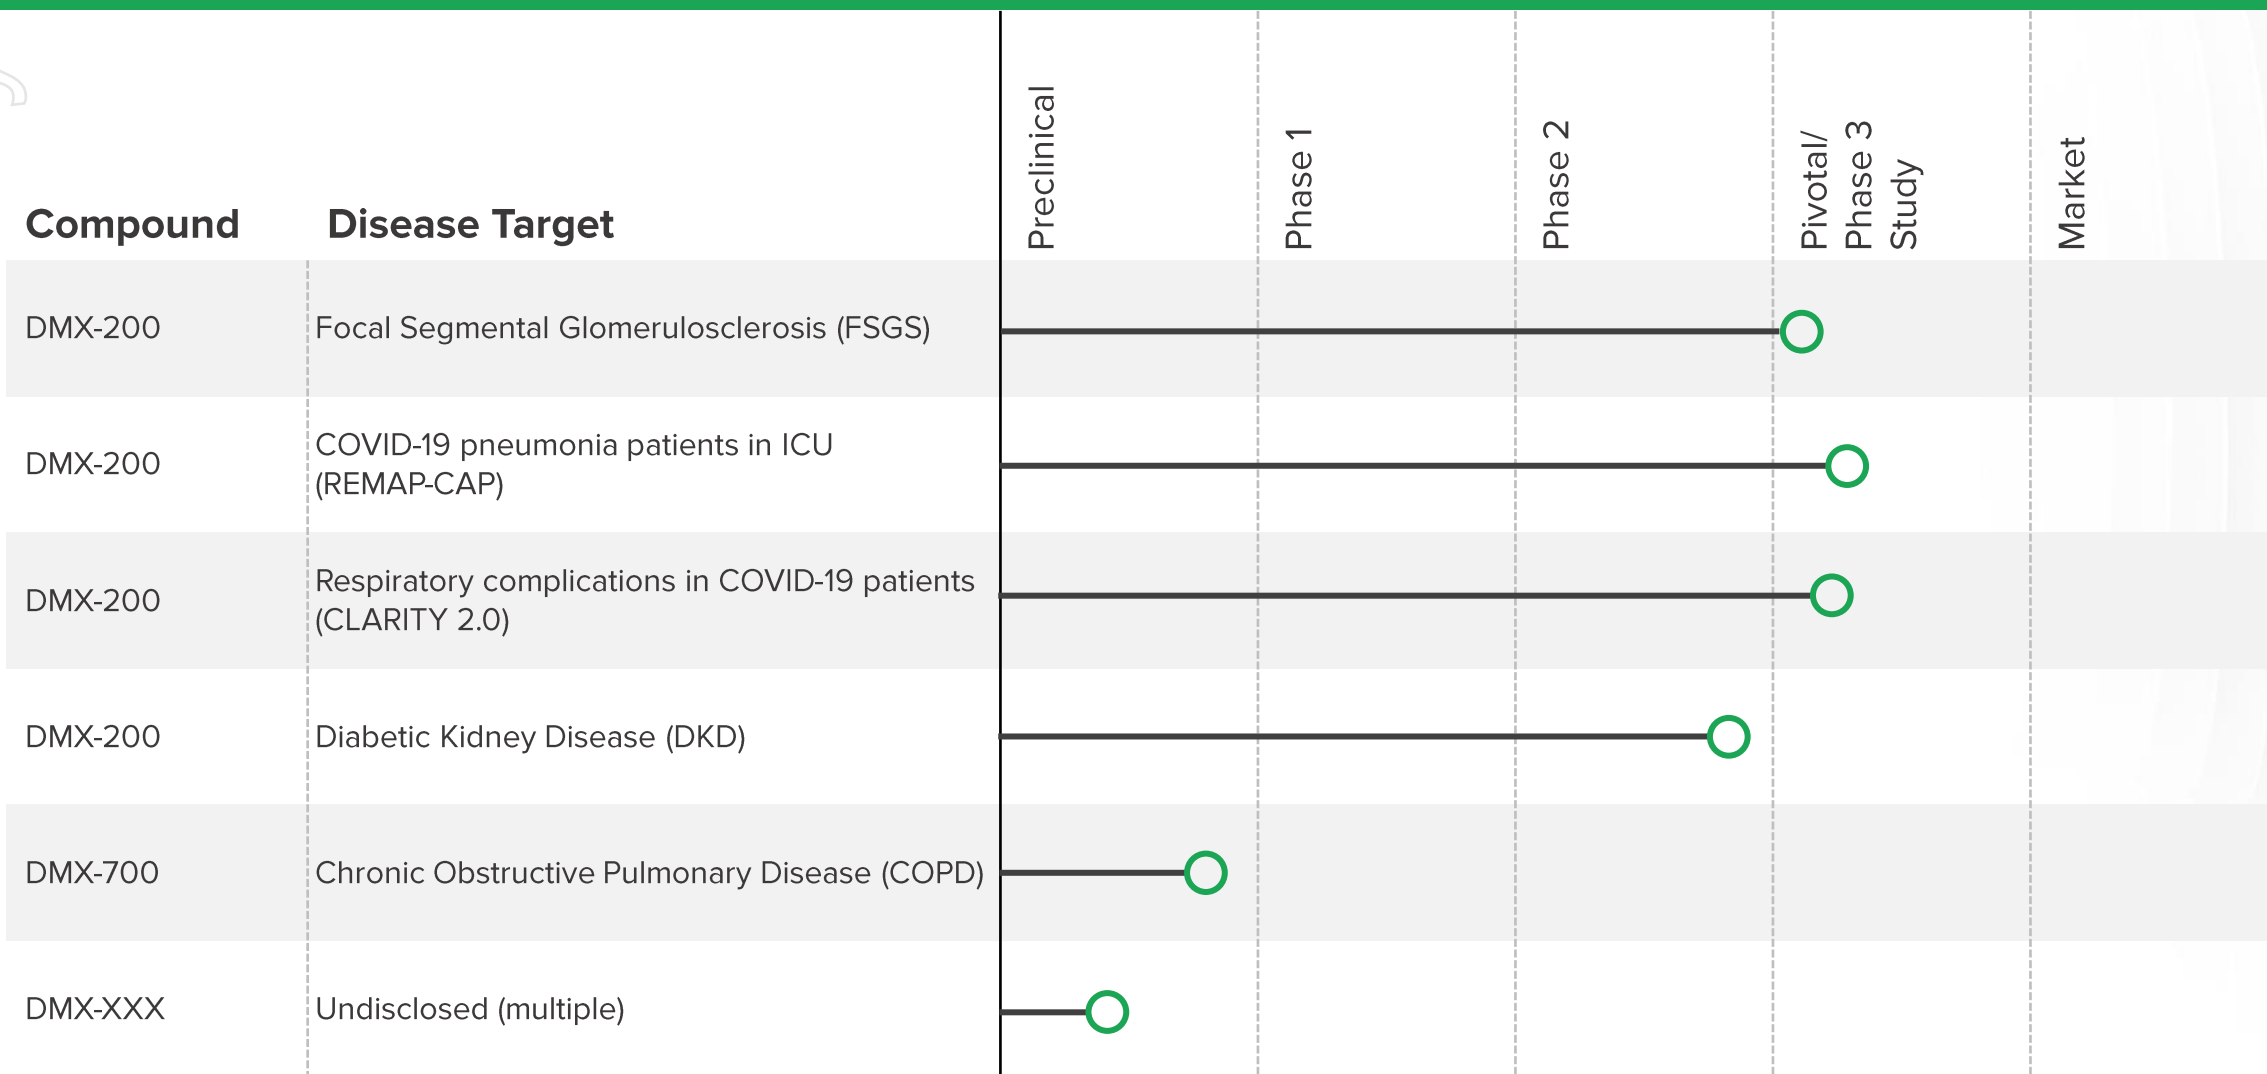 Compound
Disease Target
Preclinical
Phase 1
Phase 2
Pivotal/
Phase 3
Study
Market
DMX-200
Focal Segmental Glomerulosclerosis (FSGS)
DMX-200
COVID-19 pneumonia patients in ICU
(REMAP-CAP)
DMX-200
Respiratory complications in COVID-19 patients
(CLARITY 2.0)
DMX-200
Diabetic Kidney Disease (DKD)
DMX-700
Chronic Obstructive Pulmonary Disease (COPD)
DMX-XXX
Undisclosed (multiple)